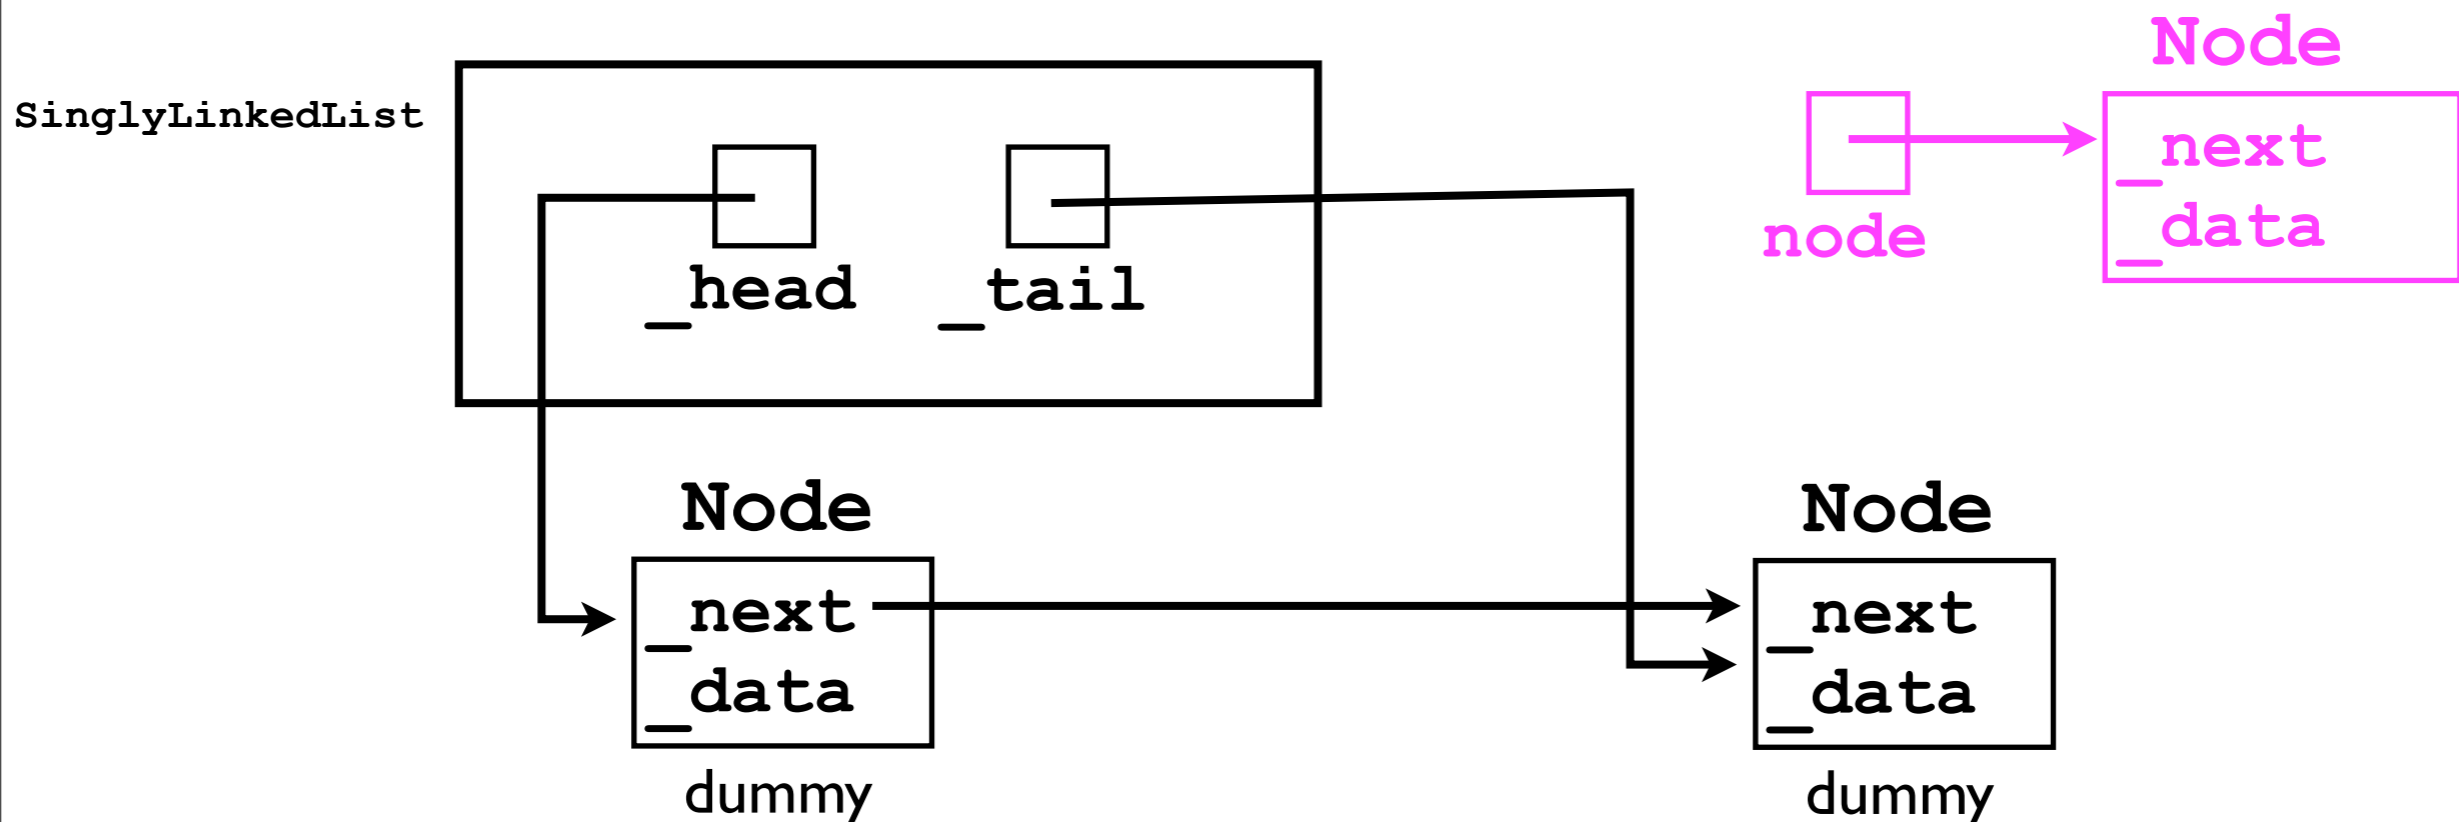 SinglyLinkedList
_head
_tail
node
Node
_next
_data
Node
_next
_data
dummy
Node
_next
_data
dummy